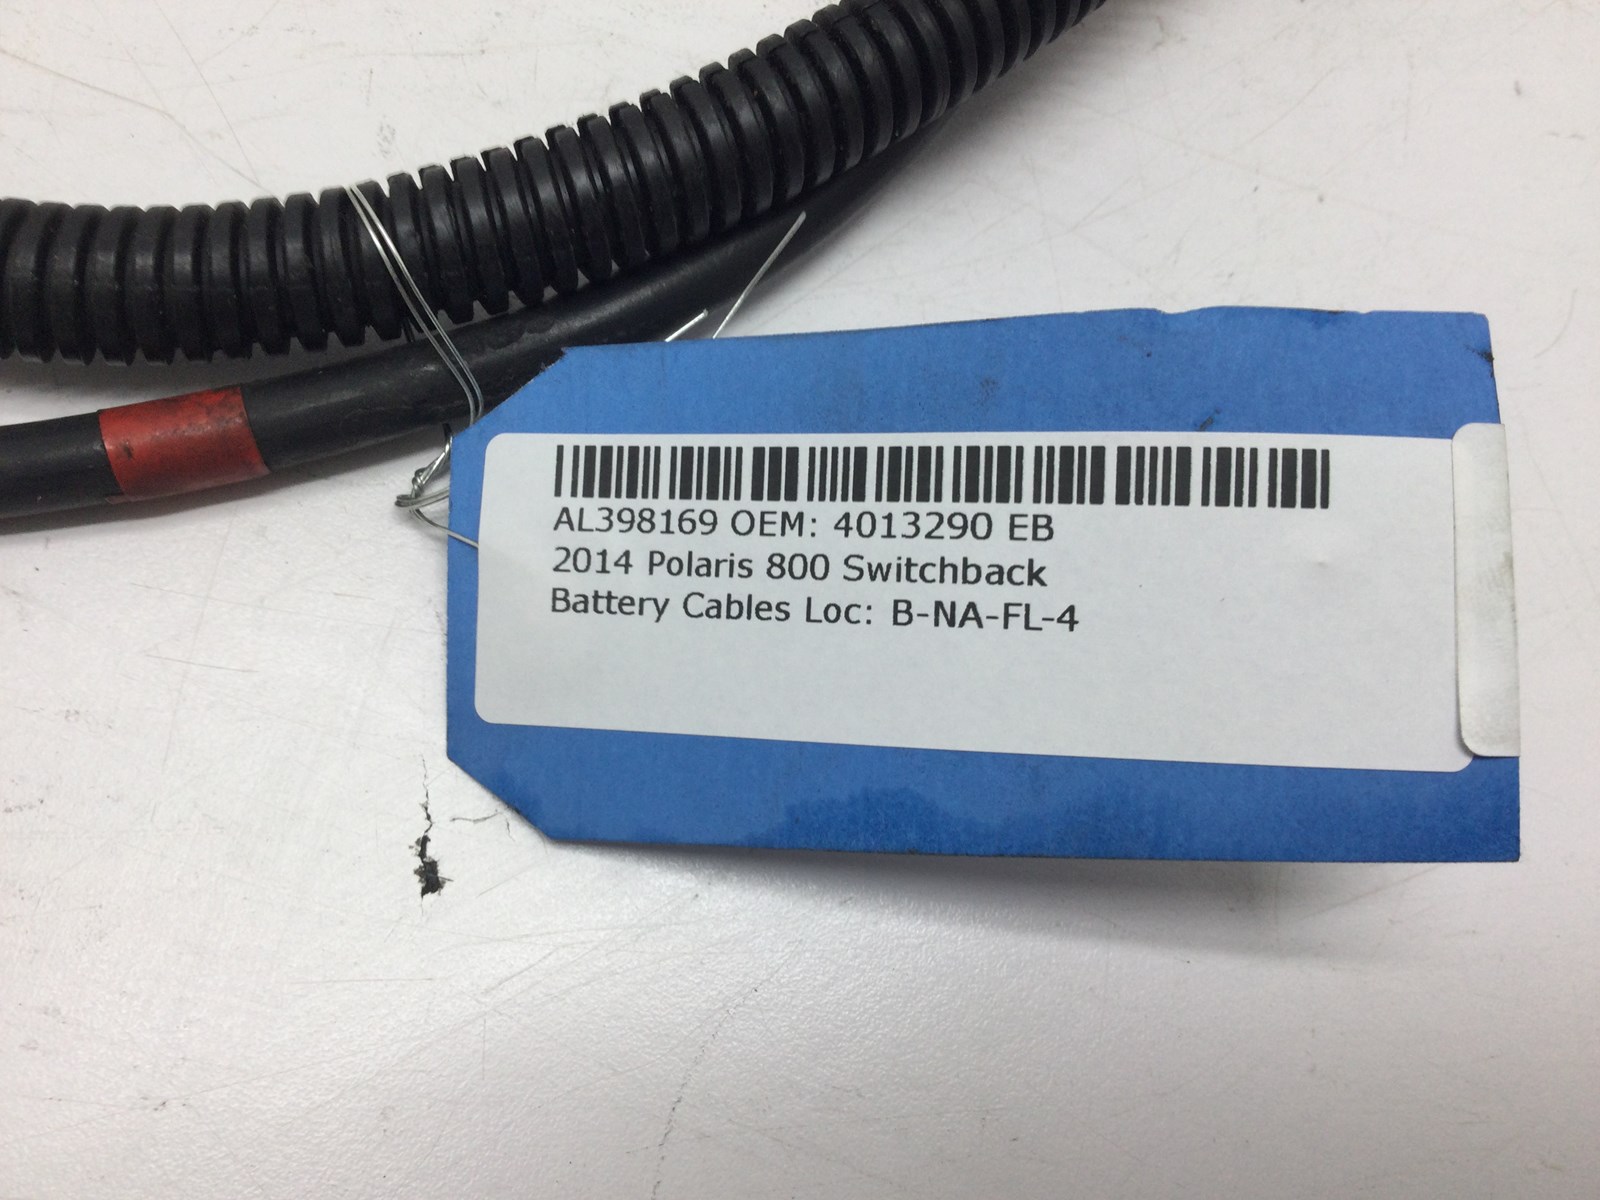 AL398169 OEM: 4013290 EB
2014 Polaris 800 Switchback
Battery Cables Loc: B-NA-FL-4